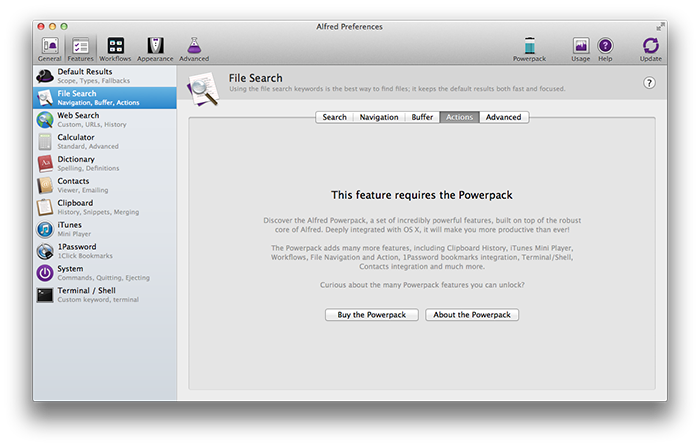 Alfred Preferences
General Features Workflows Appearance Advanced Powerpack Usage Help Update
Default Results
Scope, Types, Fallbacks
File Search
Navigation, Buffer, Actions
Web Search
Custom, URLs, History
Calculator
Standard, Advanced
Dictionary
Spelling, Definitions
Contacts
Viewer, Emailing
Clipboard
History, Snippets, Merging
iTunes
Mini Player
1Password
1Click Bookmarks
System
Commands, Quitting, Ejecting
Terminal / Shell
Custom keyword, terminal
File Search
Using the file search keywords is the best way to find files; it keeps the default results both fast and focused.
?
Search Navigation Buffer Actions Advanced
This feature requires the Powerpack
Discover the Alfred Powerpack, a set of incredibly powerful features, built on top of the robust
core of Alfred. Deeply integrated with OS X, it will make you more productive than ever!
The Powerpack adds many more features, including Clipboard History, iTunes Mini Player,
Workflows, File Navigation and Action, 1Password bookmarks integration, Terminal/Shell,
Contacts integration and much more.
Curious about the many Powerpack features you can unlock?
Buy the Powerpack About the Powerpack